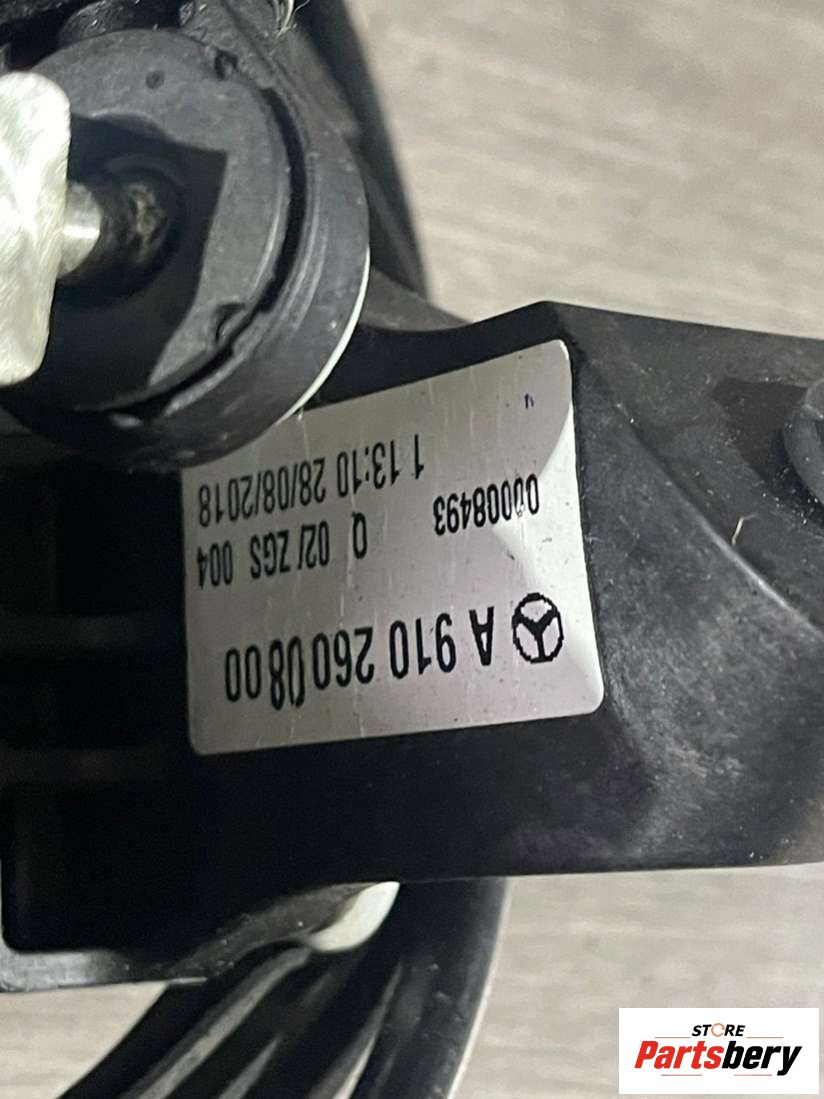 A 910 260 08 00
Q 02/ZGS 004
00008493
1 13:10 28/08/2018
STORE
Partsbery